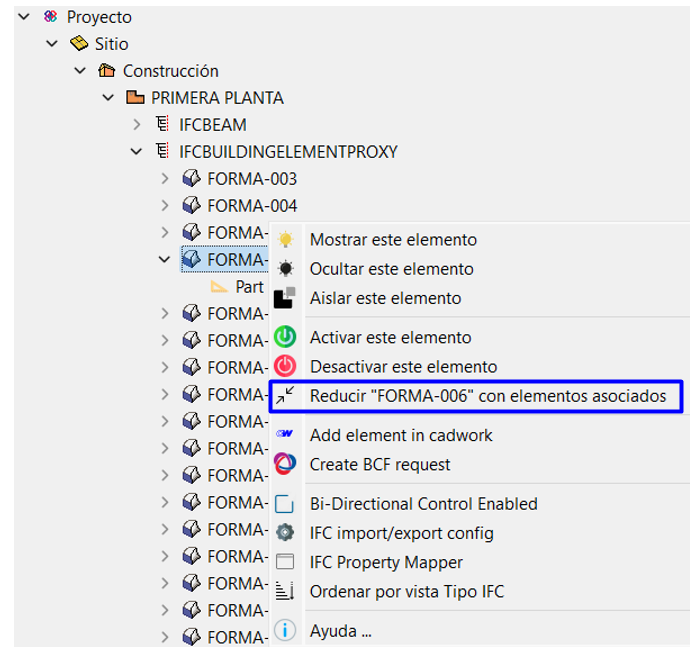 Proyecto
Sitio
Construcción
PRIMERA PLANTA
IFCBEAM
IFCBUILDINGELEMENTPROXY
FORMA-003
FORMA-004
FORMA-
FORMA-
Part
FORMA-
FORMA-
FORMA-
FORMA-
FORMA-
FORMA-
FORMA-
FORMA-
FORMA-
FORMA-
FORMA-
FORMA-
FORMA-
Mostrar este elemento
Ocultar este elemento
Aislar este elemento
Activar este elemento
Desactivar este elemento
Reducir "FORMA-006" con elementos asociados
Add element in cadwork
Create BCF request
Bi-Directional Control Enabled
IFC import/export config
IFC Property Mapper
Ordenar por vista Tipo IFC
Ayuda ...